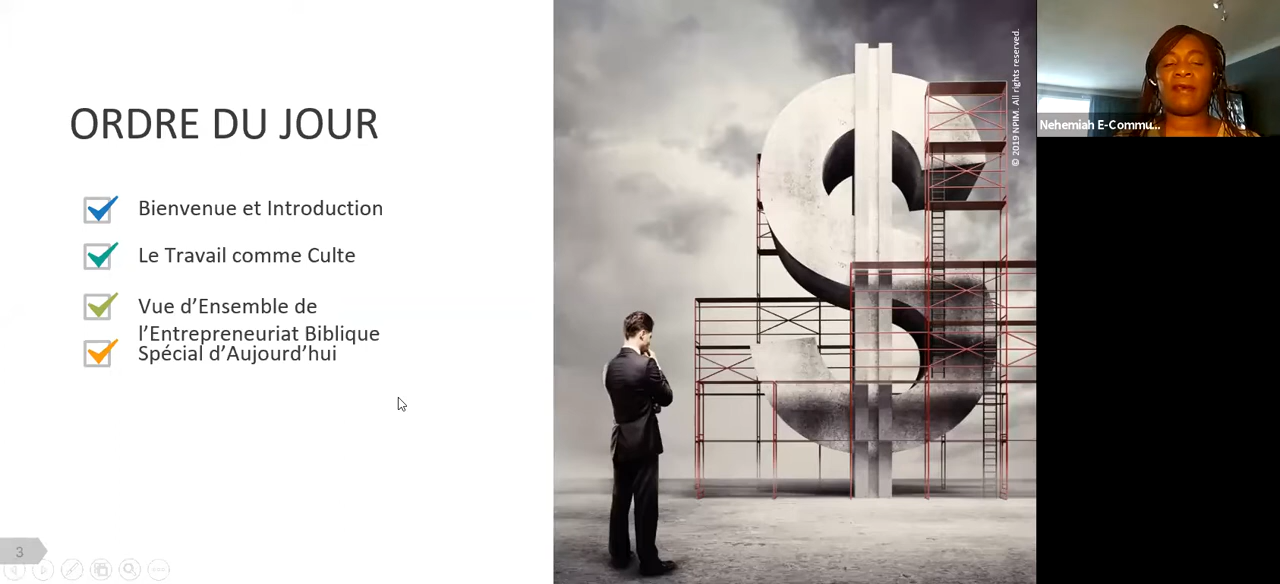 ORDRE DU JOUR
Bienvenue et Introduction
Le Travail comme Culte
Vue d’Ensemble de
l’Entrepreneuriat Biblique
Spécial d’Aujourd’hui
3
© 2019 NPIM. All rights reserved.
Nehemiah E-Commu...